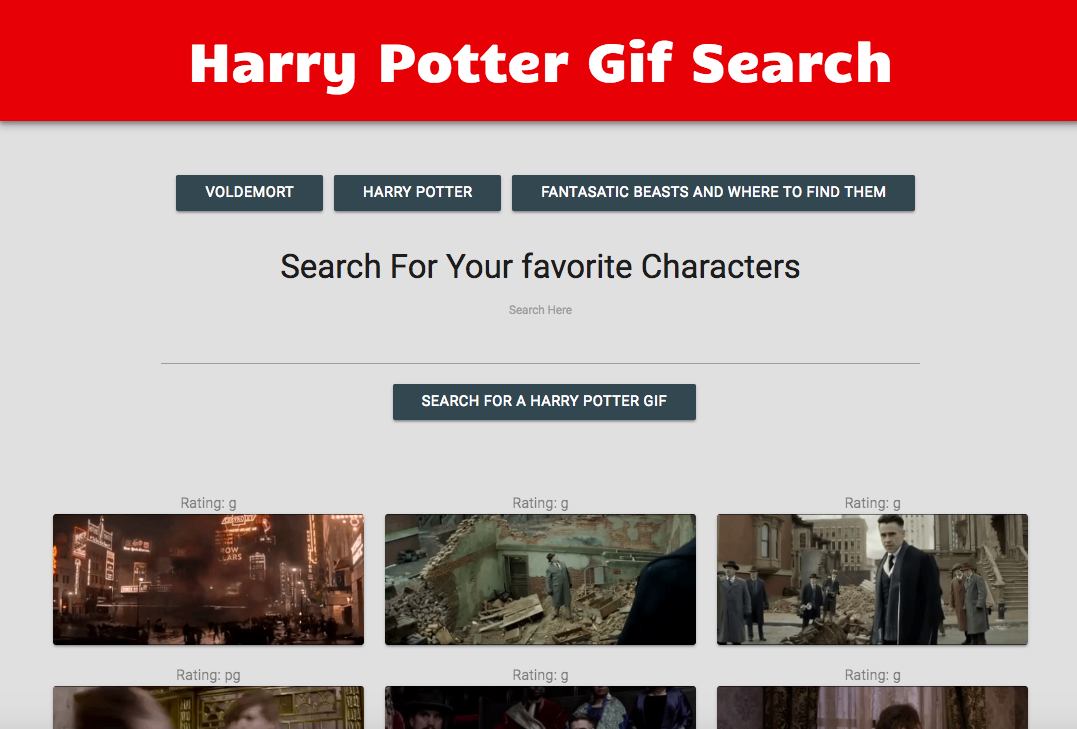 Harry Potter Gif Search
VOLDEMORT HARRY POTTER FANTASATIC BEASTS AND WHERE TO FIND THEM
Search For Your favorite Characters
Search Here
SEARCH FOR A HARRY POTTER GIF
Rating: g Rating: g Rating: g
Rating: pg Rating: g Rating: g